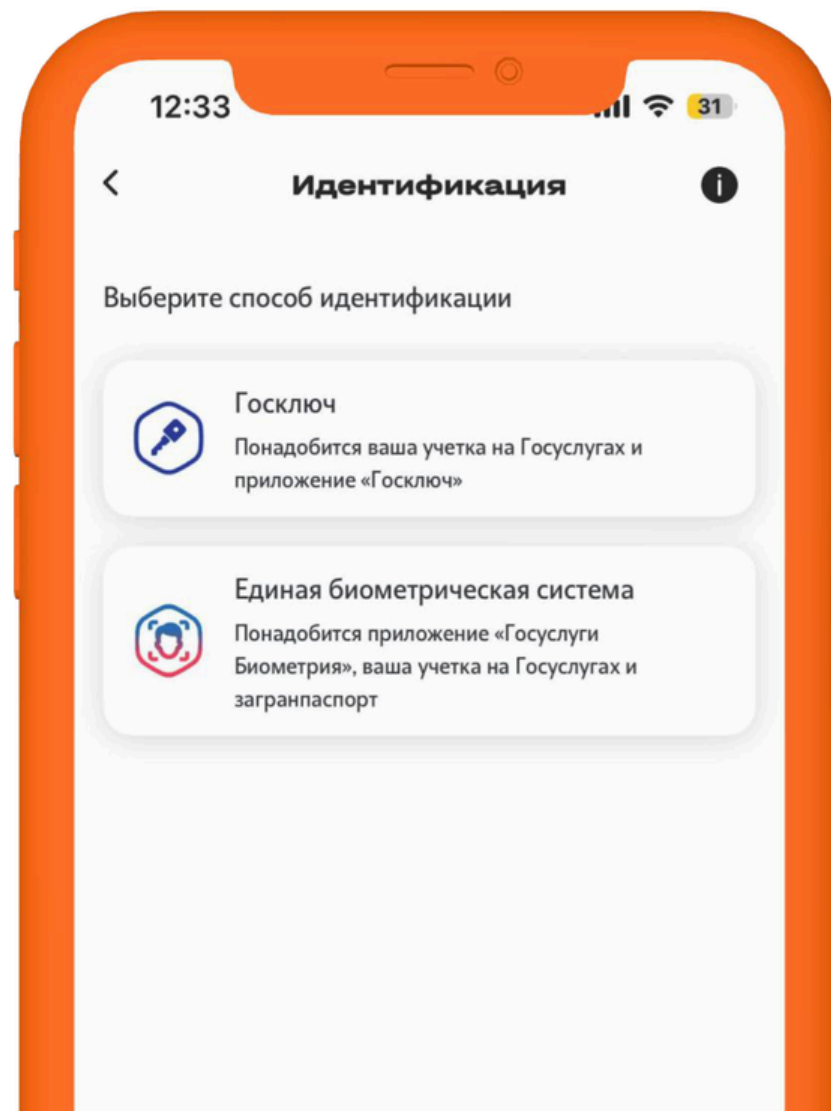 12:33
31
Идентификация
Выберите способ идентификации
Госключ
Понадобится ваша учетка на Госуслугах и
приложение «Госключ»
Единая биометрическая система
Понадобится приложение «Госуслуги
Биометрия», ваша учетка на Госуслугах и
загранпаспорт